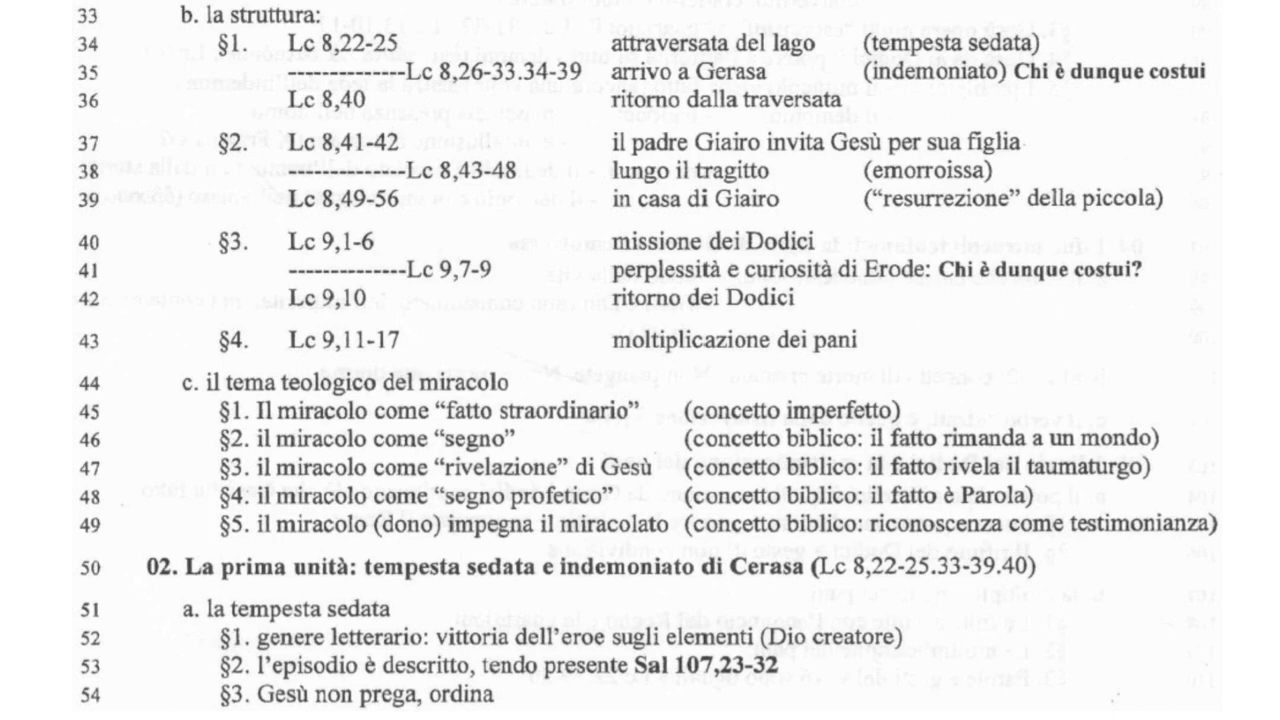 33 b. la struttura:
34 §1. Lc 8,22-25 attraversata del lago (tempesta sedata)
35 --------------Lc 8,26-33.34-39 arrivo a Gerasa (indemoniato) Chi è dunque costui
36 Lc 8,40 ritorno dalla traversata
37 §2. Lc 8,41-42 il padre Giairo invita Gesù per sua figlia
38 --------------Lc 8,43-48 lungo il tragitto (emorroissa)
39 Lc 8,49-56 in casa di Giairo (“resurrezione” della piccola)
40 §3. Lc 9,1-6 missione dei Dodici
41 --------------Lc 9,7-9 perplessità e curiosità di Erode: Chi è dunque costui?
42 Lc 9,10 ritorno dei Dodici
43 §4. Lc 9,11-17 moltiplicazione dei pani
44 c. il tema teologico del miracolo
45 §1. Il miracolo come “fatto straordinario” (concetto imperfetto)
46 §2. il miracolo come “segno” (concetto biblico: il fatto rimanda a un mondo)
47 §3. il miracolo come “rivelazione” di Gesù (concetto biblico: il fatto rivela il taumaturgo)
48 §4. il miracolo come “segno profetico” (concetto biblico: il fatto è Parola)
49 §5. il miracolo (dono) impegna il miracolato (concetto biblico: riconoscenza come testimonianza)
50 02. La prima unità: tempesta sedata e indemoniato di Cerasa (Lc 8,22-25.33-39.40)
51 a. la tempesta sedata
52 §1. genere letterario: vittoria dell’eroe sugli elementi (Dio creatore)
53 §2. l’episodio è descritto, tendo presente Sal 107,23-32
54 §3. Gesù non prega, ordina